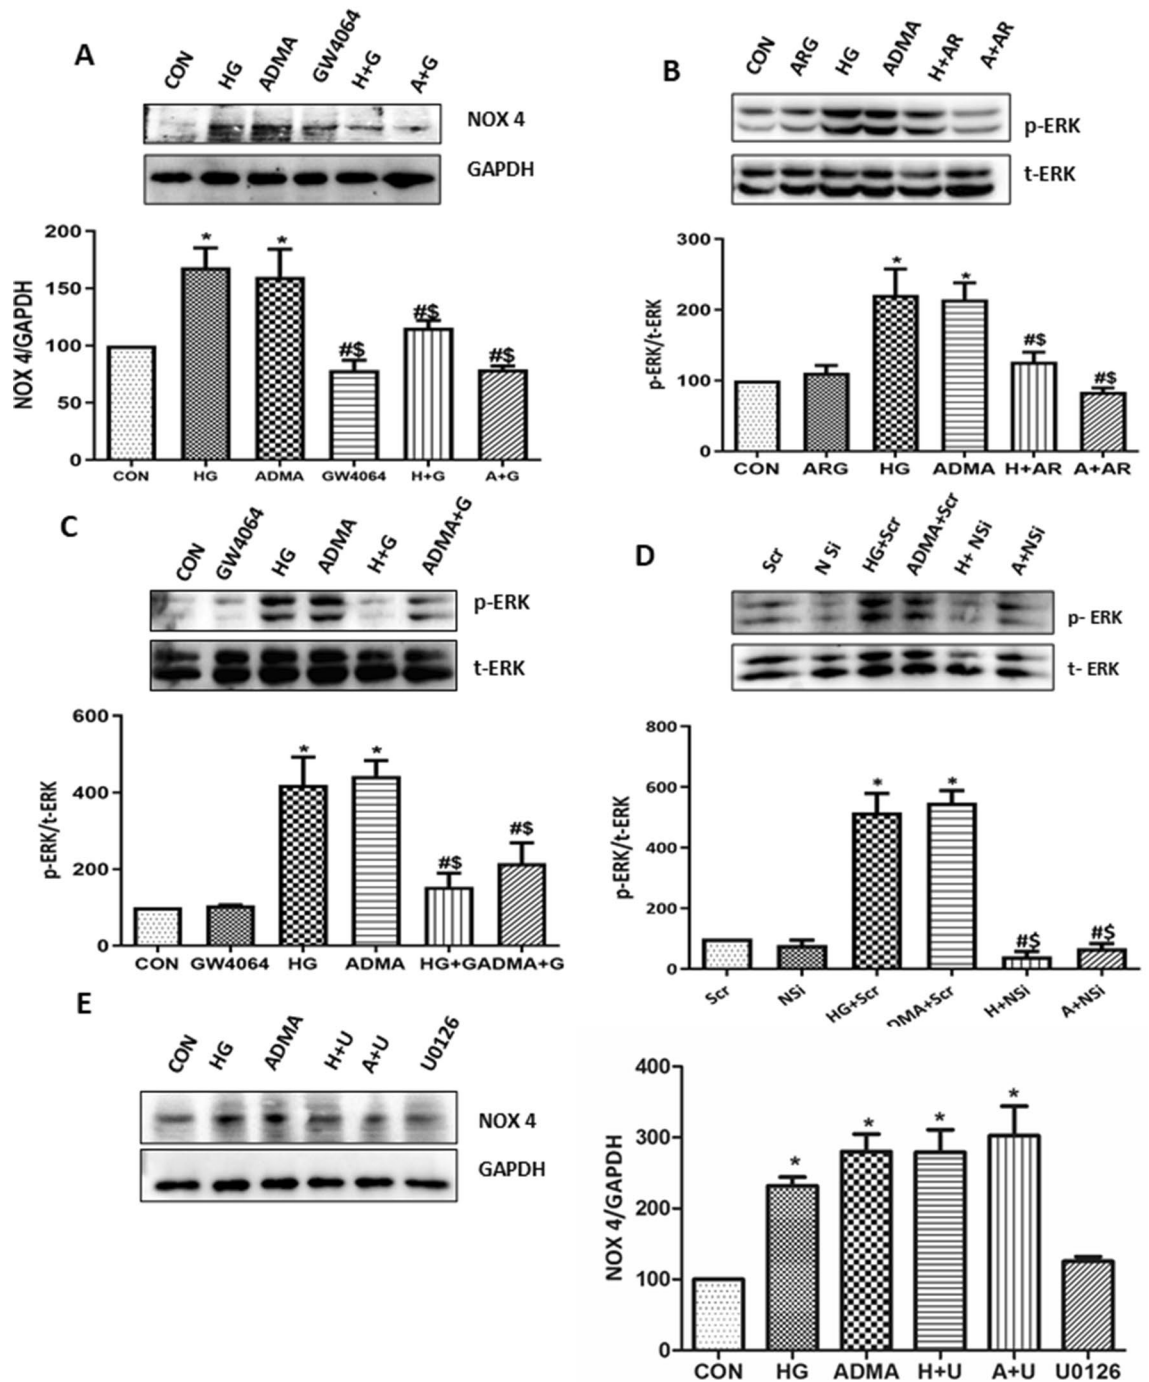 A
CON HG ADMA GW4064 H+G A+G
NOX 4
GAPDH
NOX 4/GAPDH
200
150
100
50
0
* * #$ #$ #$
CON HG ADMA GW4064 H+G A+G
B
CON ARG HG ADMA H+AR A+AR
p-ERK
t-ERK
p-ERK/t-ERK
300
200
100
0
* * #$ #$
CON ARG HG ADMA H+AR A+AR
C
CON GW4064 HG ADMA H+G ADMA+G
p-ERK
t-ERK
p-ERK/t-ERK
600
400
200
0
* * #$ #$
CON GW4064 HG ADMA HG+GADMA+G
D
Scr N Si HG+Scr ADMA+Scr H+ NSi A+NSi
p- ERK
t- ERK
p-ERK/t-ERK
800
600
400
200
0
* * #$ #$
Scr NSi HG+Scr DMA+Scr H+NSi A+NSi
E
CON HG ADMA H+U A+U U0126
NOX 4
GAPDH
NOX 4/GAPDH
400
300
200
100
0
* * * *
CON HG ADMA H+U A+U U0126